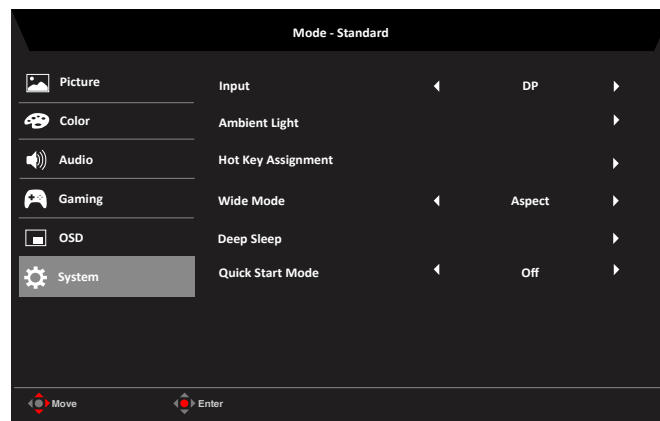 Mode - Standard
Picture
Color
Audio
Gaming
OSD
System
Input DP
Ambient Light
Hot Key Assignment
Wide Mode Aspect
Deep Sleep
Quick Start Mode Off
Move Enter